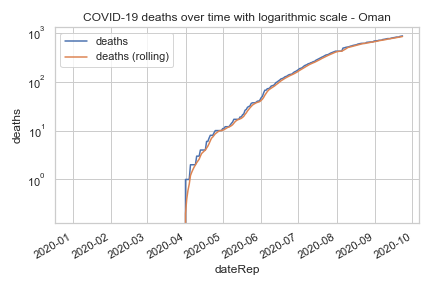 COVID-19 deaths over time with logarithmic scale - Oman
deaths
deaths (rolling)
10³
10²
10¹
10⁰
deaths
2020-01
2020-02
2020-03
2020-04
2020-05
2020-06
2020-07
2020-08
2020-09
2020-10
dateRep